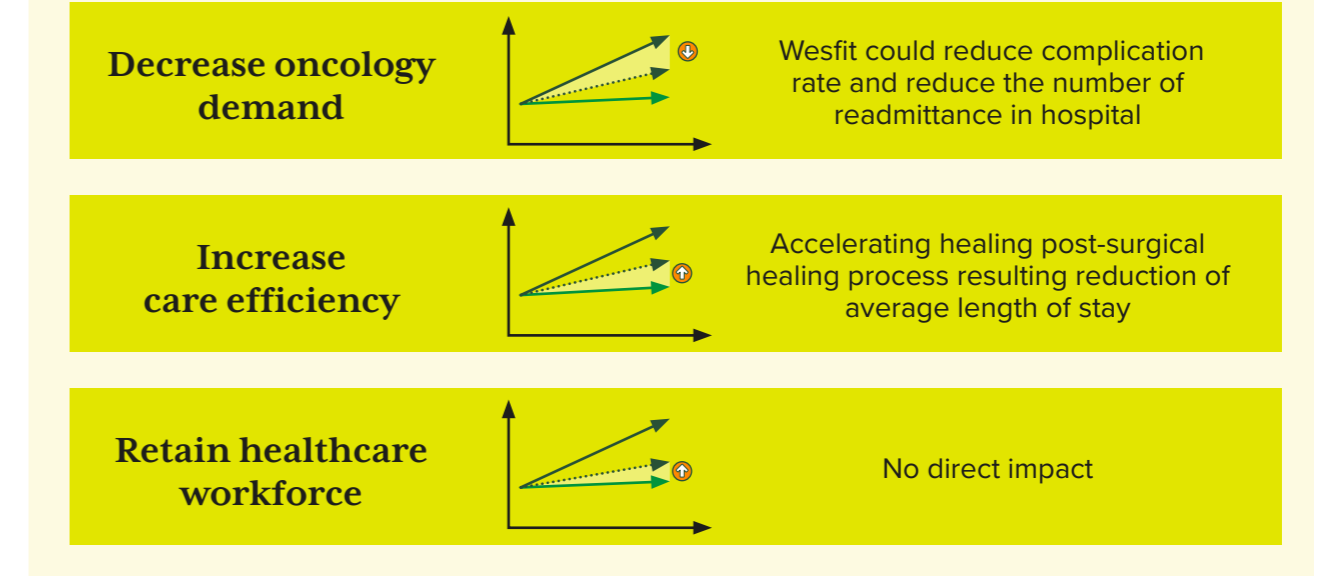 Decrease oncology
demand
Wesfit could reduce complication
rate and reduce the number of
readmittance in hospital
Increase
care efficiency
Accelerating healing post-surgical
healing process resulting reduction of
average length of stay
Retain healthcare
workforce
No direct impact